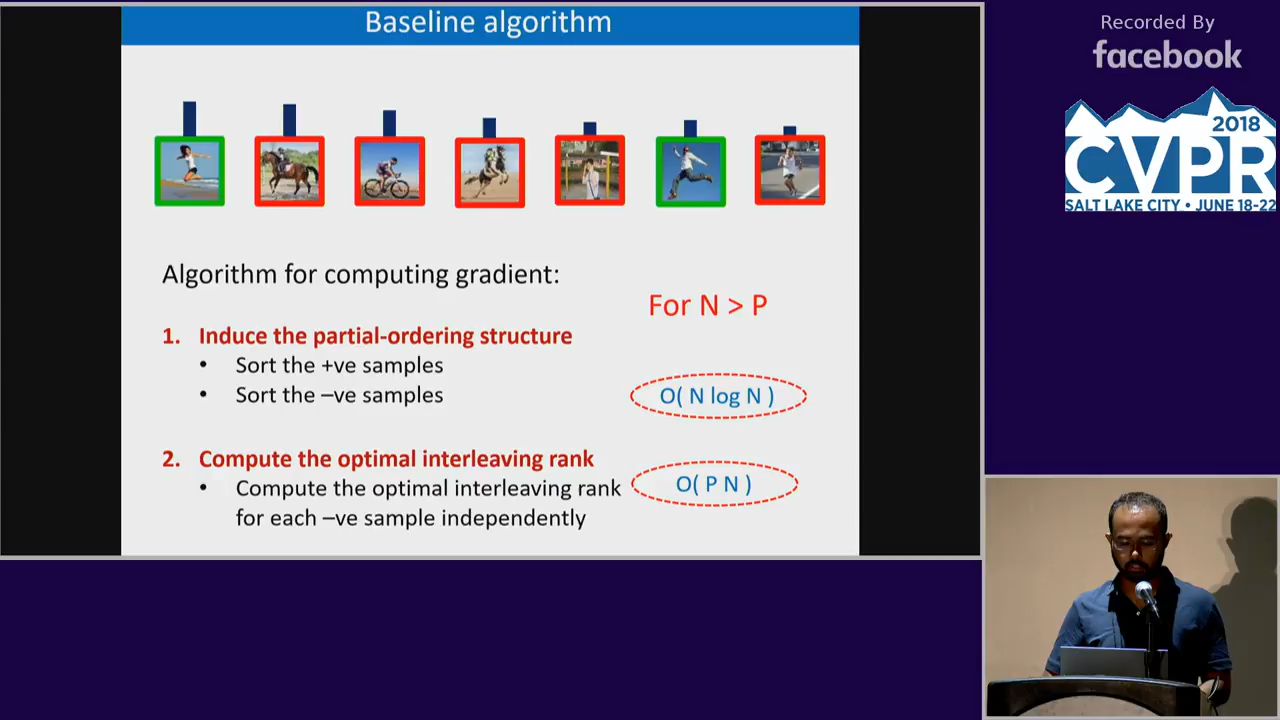 Baseline algorithm
Recorded By
facebook
2018
CVPR
SALT LAKE CITY • JUNE 18-22
Algorithm for computing gradient:
For N > P
1. Induce the partial-ordering structure
• Sort the +ve samples
• Sort the –ve samples
O( N log N )
2. Compute the optimal interleaving rank
• Compute the optimal interleaving rank
for each –ve sample independently
O( P N )